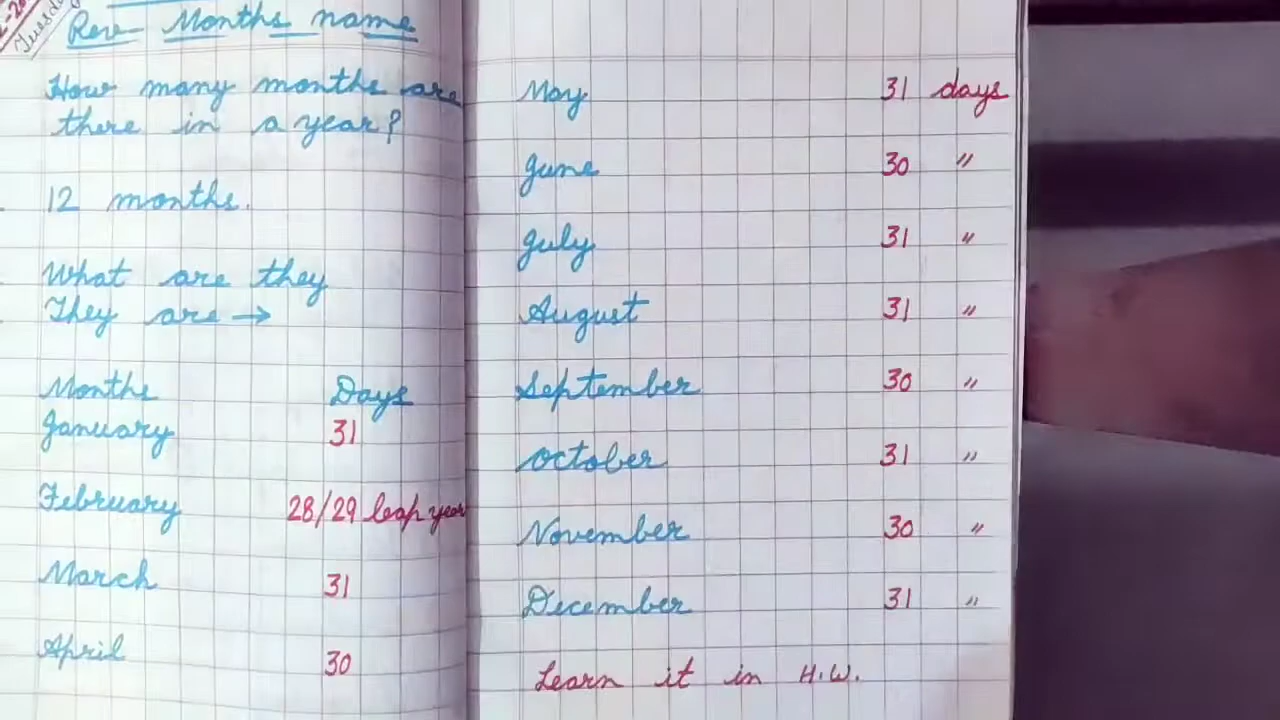 Tuesday
Rev Months name
How many months are
there in a year?
12 months.
What are they
They are →
Months Days
January 31
February 28/29 leap year
March 31
April 30
May 31 days
June 30 "
July 31 "
August 31 "
September 30 "
october 31 "
November 30 "
December 31 "
Learn it in H.W.